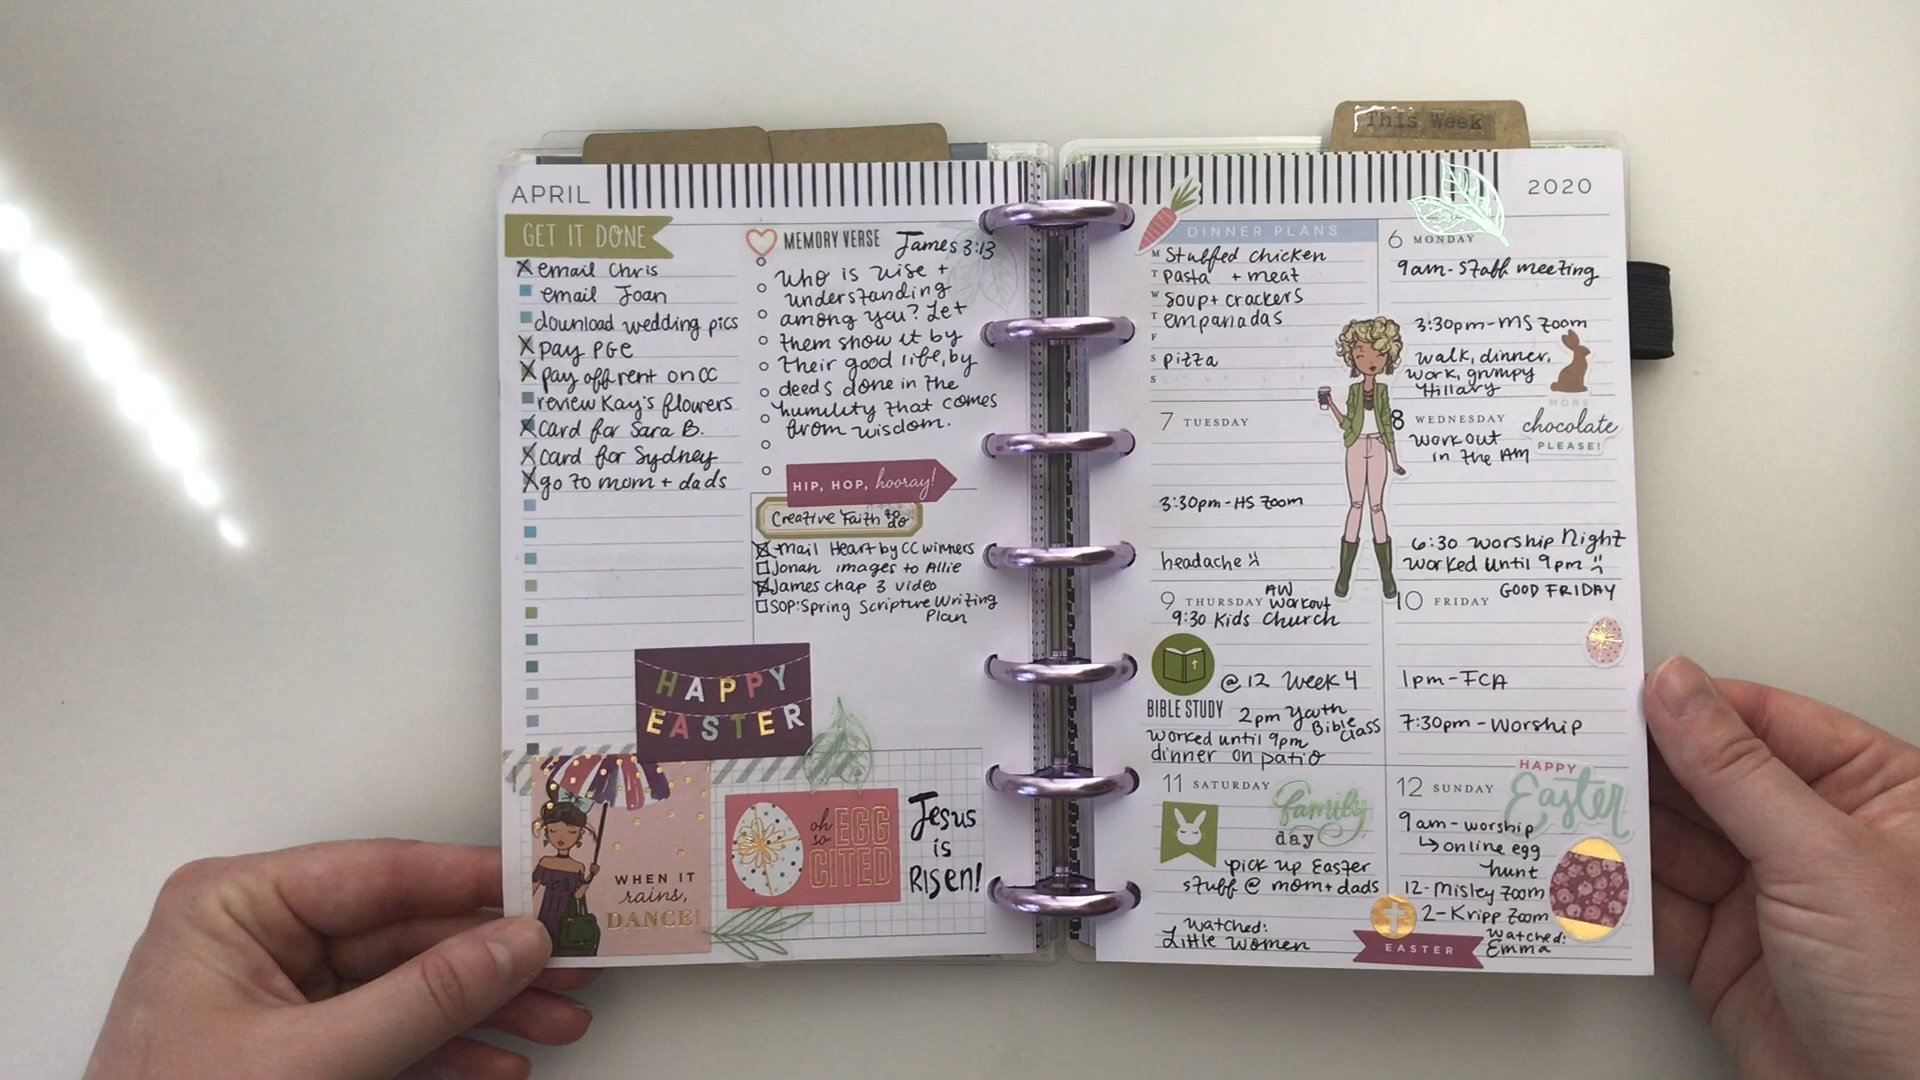 This Week
APRIL
2020
GET IT DONE
email Chris
email Joan
download wedding pics
pay PGE
pay off rent on CC
review Kay's flowers
card for Sara B.
card for Sydney
go to mom + dads
MEMORY VERSE James 3:13
Who is wise +
understanding
among you? Let
them show it by
their good life, by
deeds done in the
humility that comes
from wisdom.
HIP, HOP, hooray!
Creative Faith to do
mail Heart by CC winners
Jonah images to Allie
James chap 3 video
SOP: Spring Scripture Writing
Plan
HAPPY
EASTER
WHEN IT
rains,
DANCE!
oh so EGG
CITED
Jesus
is
Risen!
DINNER PLANS
M Stuffed chicken
T pasta + meat
W soup + crackers
T empanadas
F
S pizza
S
6 MONDAY
9am - Staff meeting
3:30pm - MS Zoom
walk, dinner,
work, grumpy
Hillary
MORE
chocolate
PLEASE!
7 TUESDAY
3:30pm - HS Zoom
headache :(
8 WEDNESDAY
work out
in the AM
6:30 Worship Night
worked until 9pm :(
9 THURSDAY AM
workout
9:30 Kids Church
BIBLE STUDY
@ 12 Week 4
2pm Youth
Bible
Class
worked until 9pm
dinner on patio
10 FRIDAY GOOD FRIDAY
1pm - FCA
7:30pm - Worship
11 SATURDAY
family
day
pick up Easter
stuff @ mom + dads
watched:
Little Women
12 SUNDAY
HAPPY
Easter
9am - worship
↳ online egg
hunt
12 - Misley Zoom
2 - Kripp Zoom
watched:
Emma
EASTER